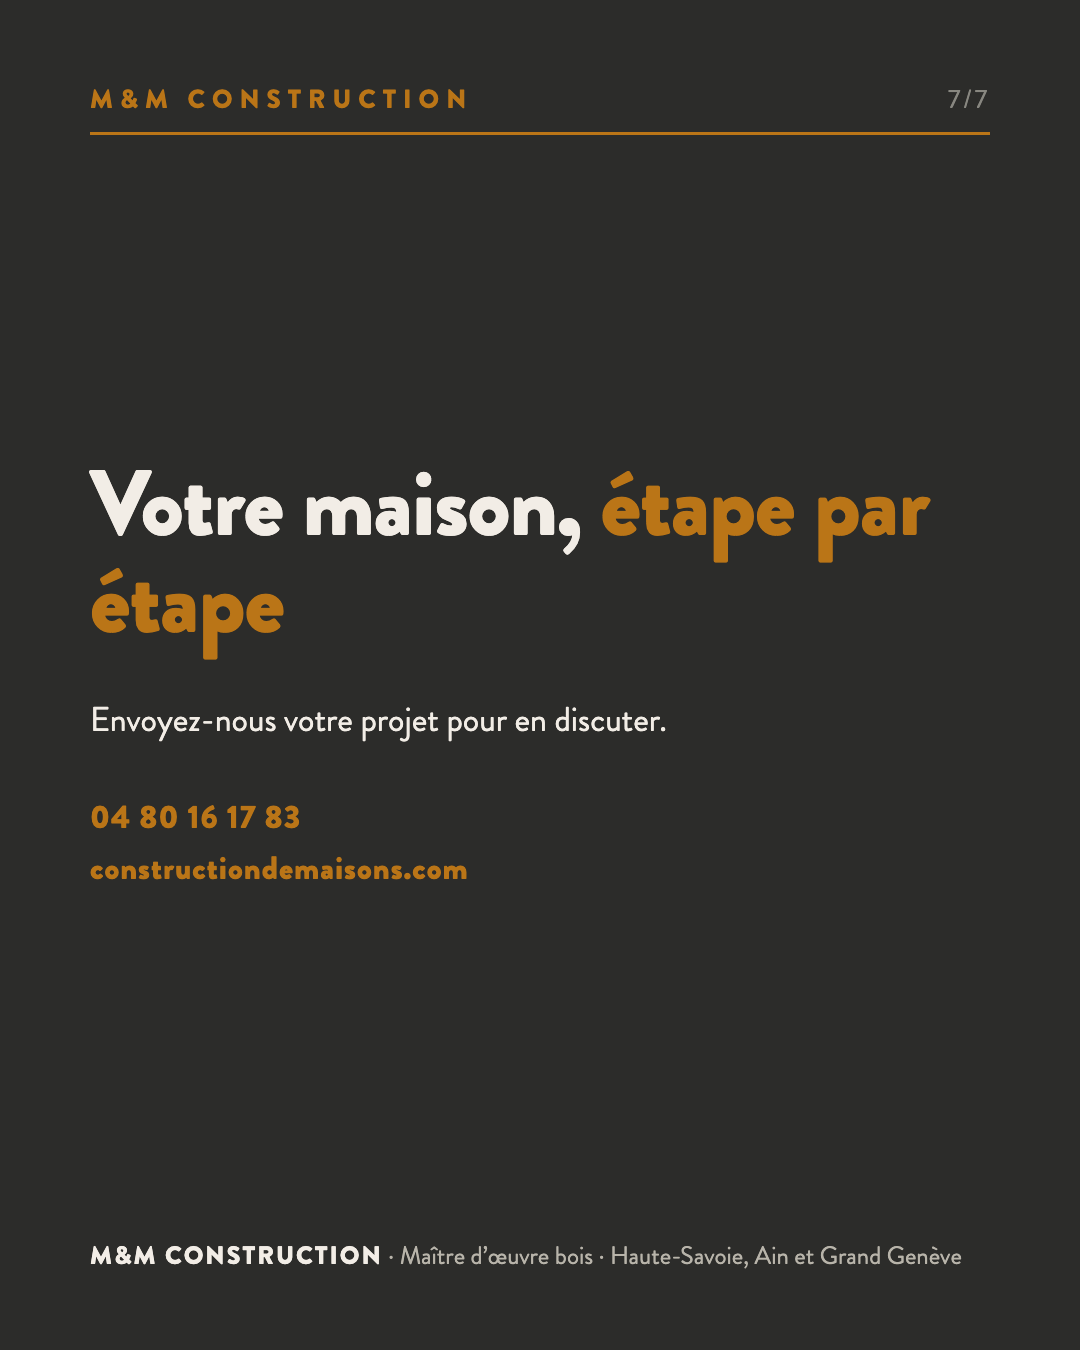 M&M CONSTRUCTION 7/7
Votre maison, étape par
étape
Envoyez-nous votre projet pour en discuter.
04 80 16 17 83
constructiondemaisons.com
M&M CONSTRUCTION · Maître d’œuvre bois · Haute-Savoie, Ain et Grand Genève